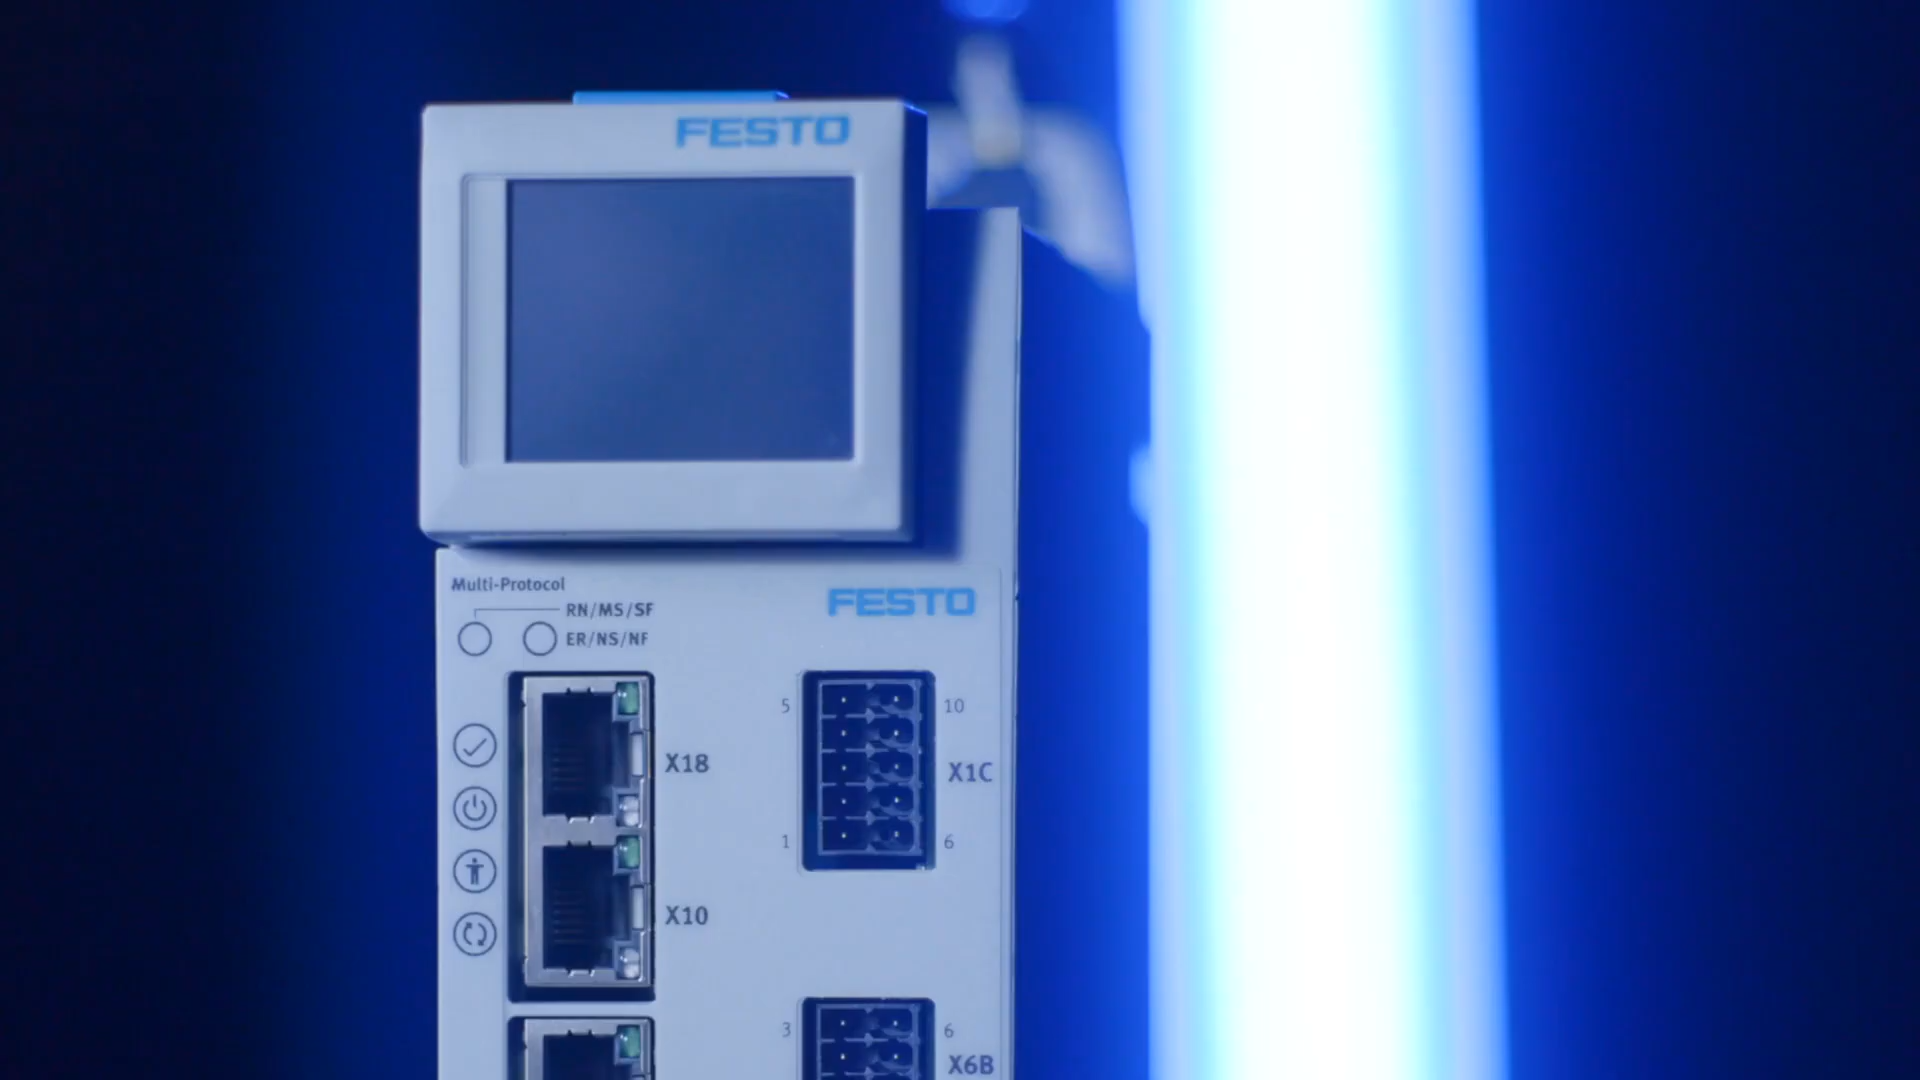 FESTO
Multi-Protocol
FESTO
RN/MS/SF
ER/NS/NF
5
10
X18
X1C
1
6
X10
3
6
X6B